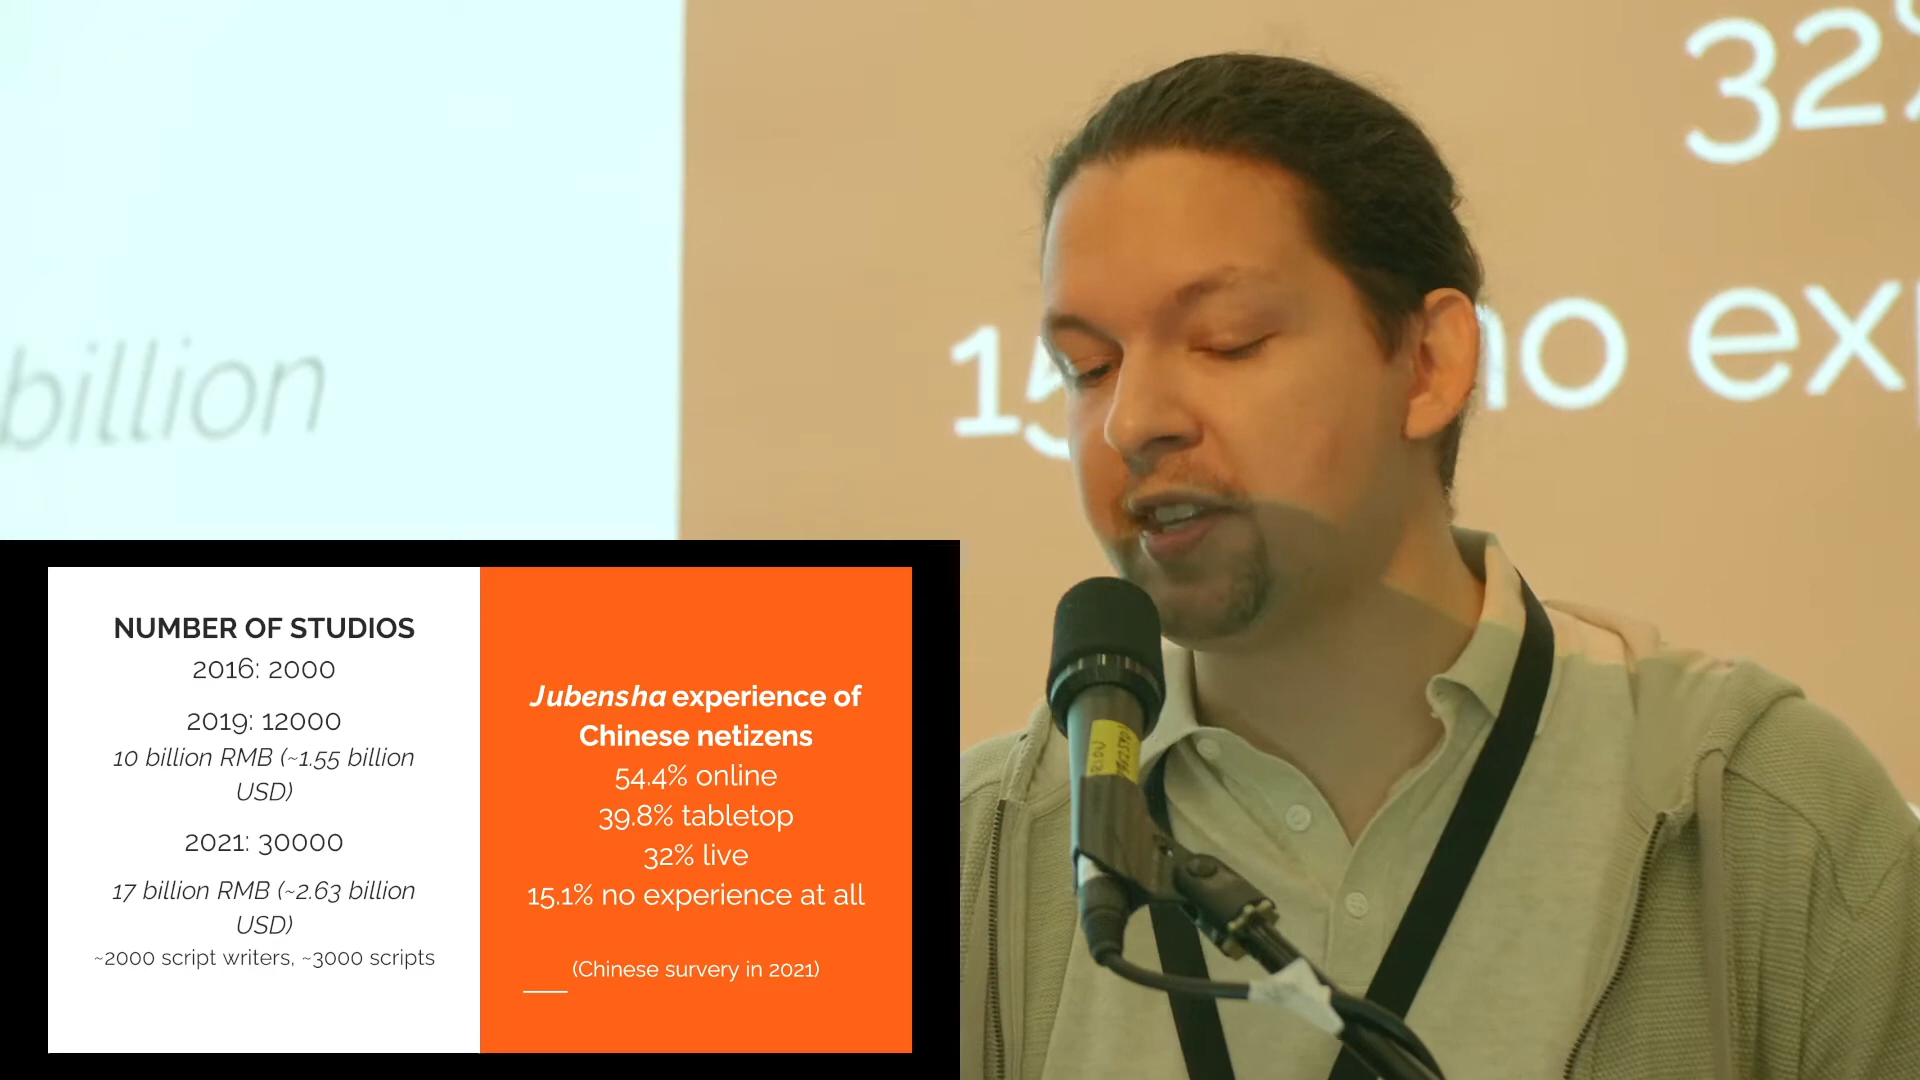 32%
billion
15
no exp
NUMBER OF STUDIOS
2016: 2000
2019: 12000
10 billion RMB (~1.55 billion
USD)
2021: 30000
17 billion RMB (~2.63 billion
USD)
~2000 script writers, ~3000 scripts
Jubensha experience of
Chinese netizens
54.4% online
39.8% tabletop
32% live
15.1% no experience at all
(Chinese survery in 2021)